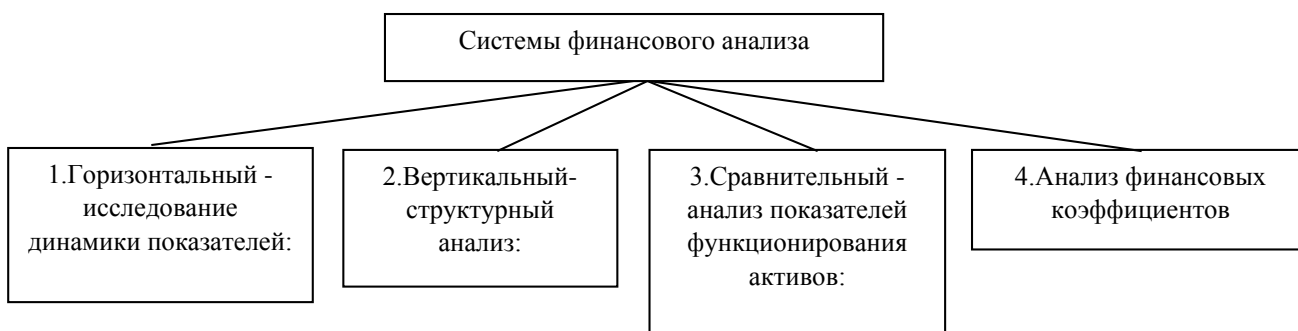 Системы финансового анализа
1.Горизонтальный -
исследование
динамики показателей:
2.Вертикальный-
структурный
анализ:
3.Сравнительный -
анализ показателей
функционирования
активов:
4.Анализ финансовых
коэффициентов